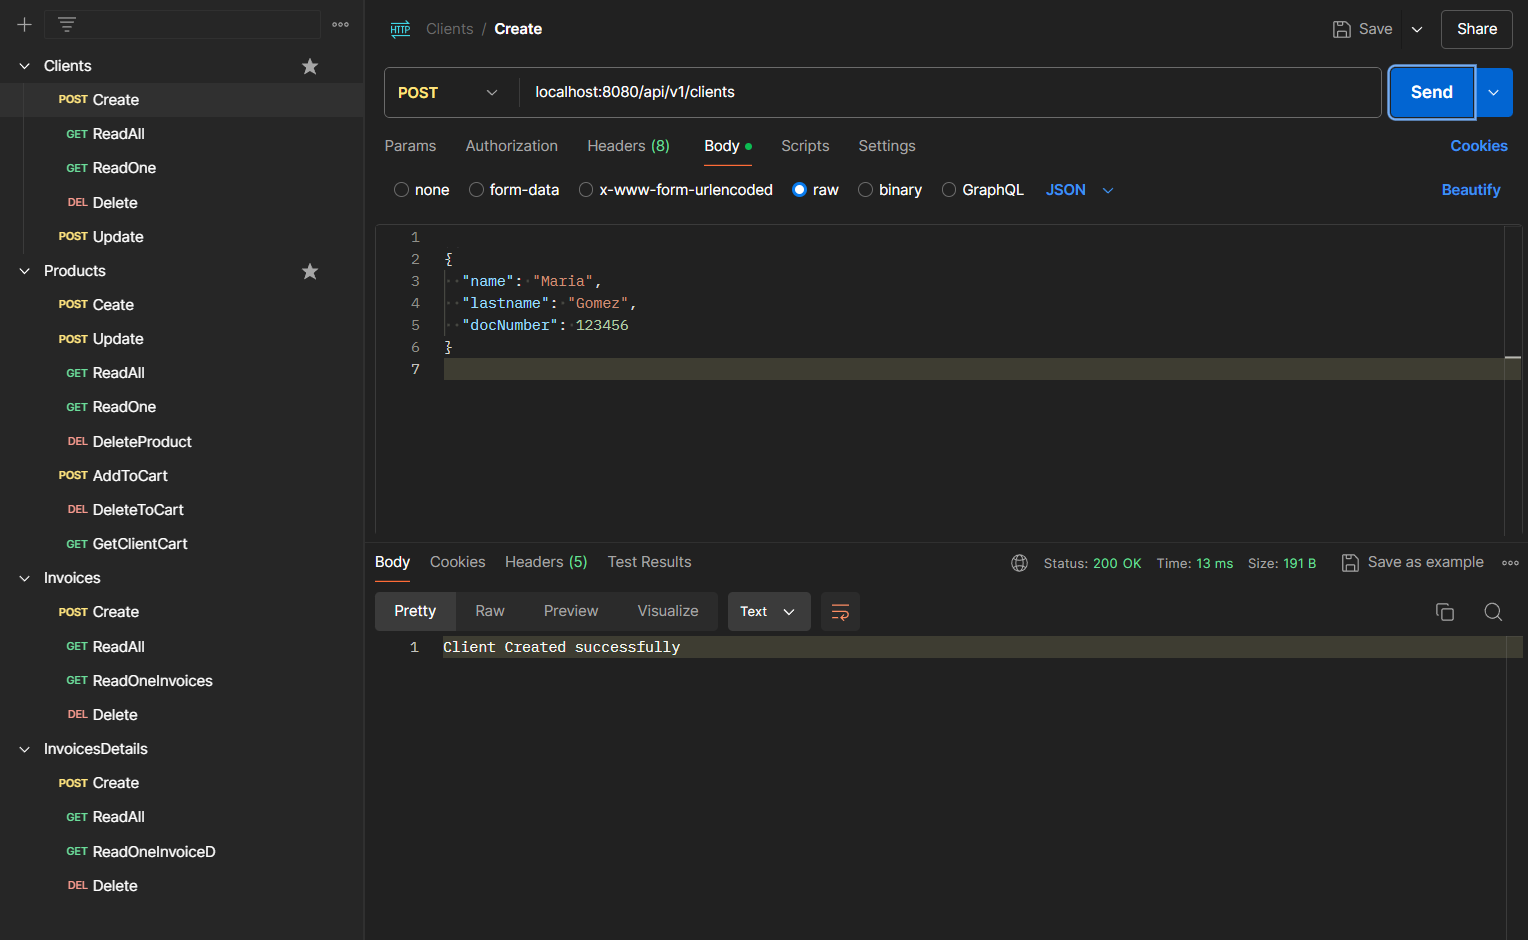 Clients
POST Create
GET ReadAll
GET ReadOne
DEL Delete
POST Update
Products
POST Ceate
POST Update
GET ReadAll
GET ReadOne
DEL DeleteProduct
POST AddToCart
DEL DeleteToCart
GET GetClientCart
Invoices
POST Create
GET ReadAll
GET ReadOneInvoices
DEL Delete
InvoicesDetails
POST Create
GET ReadAll
GET ReadOneInvoiceD
DEL Delete
HTTP Clients / Create
Save
Share
POST localhost:8080/api/v1/clients
Send
Params Authorization Headers (8) Body Scripts Settings
Cookies
none form-data x-www-form-urlencoded raw binary GraphQL JSON
Beautify
1
2 {
3 "name": "Maria",
4 "lastname": "Gomez",
5 "docNumber": 123456
6 }
7
Body Cookies Headers (5) Test Results
Status: 200 OK Time: 13 ms Size: 191 B Save as example
Pretty Raw Preview Visualize Text
1 Client Created successfully